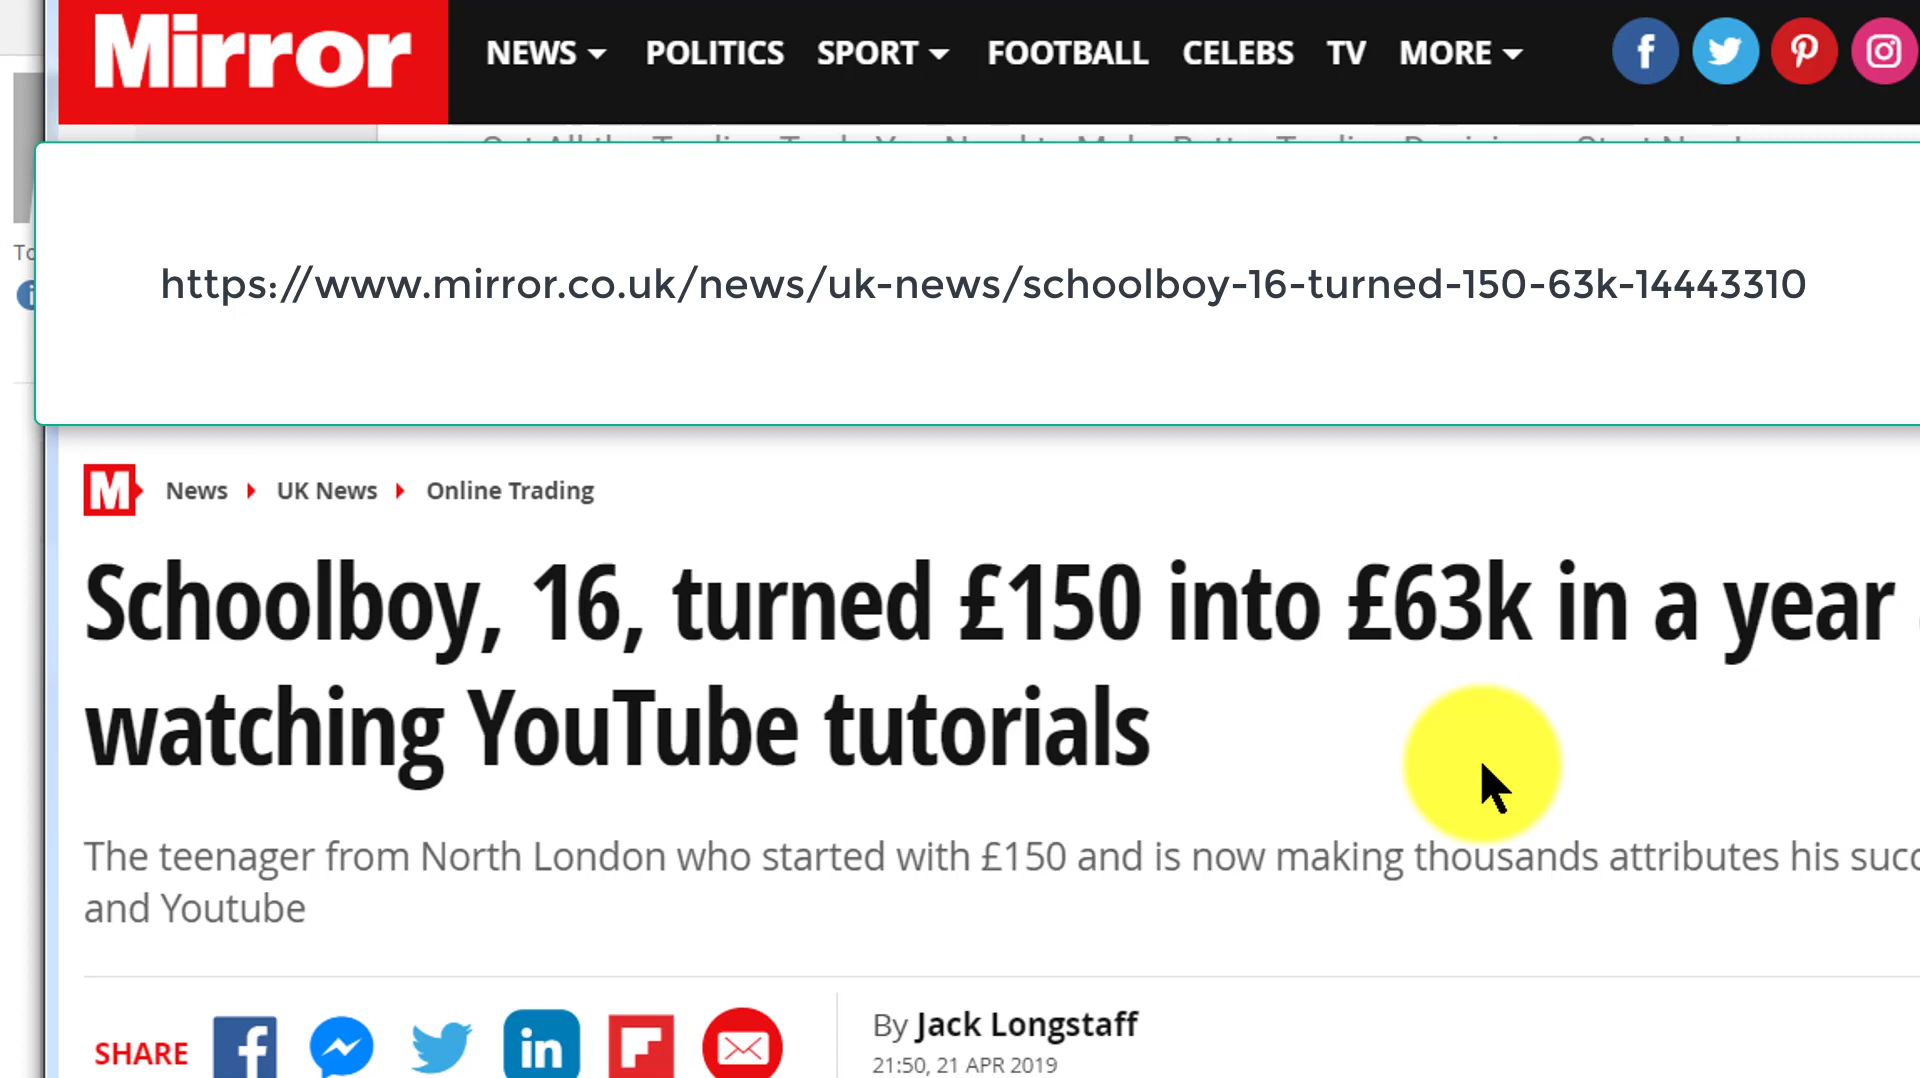 Mirror
NEWS POLITICS SPORT FOOTBALL CELEBS TV MORE
https://www.mirror.co.uk/news/uk-news/schoolboy-16-turned-150-63k-14443310
M News UK News Online Trading
Schoolboy, 16, turned £150 into £63k in a year
watching YouTube tutorials
The teenager from North London who started with £150 and is now making thousands attributes his succ
and Youtube
SHARE
By Jack Longstaff
21:50, 21 APR 2019